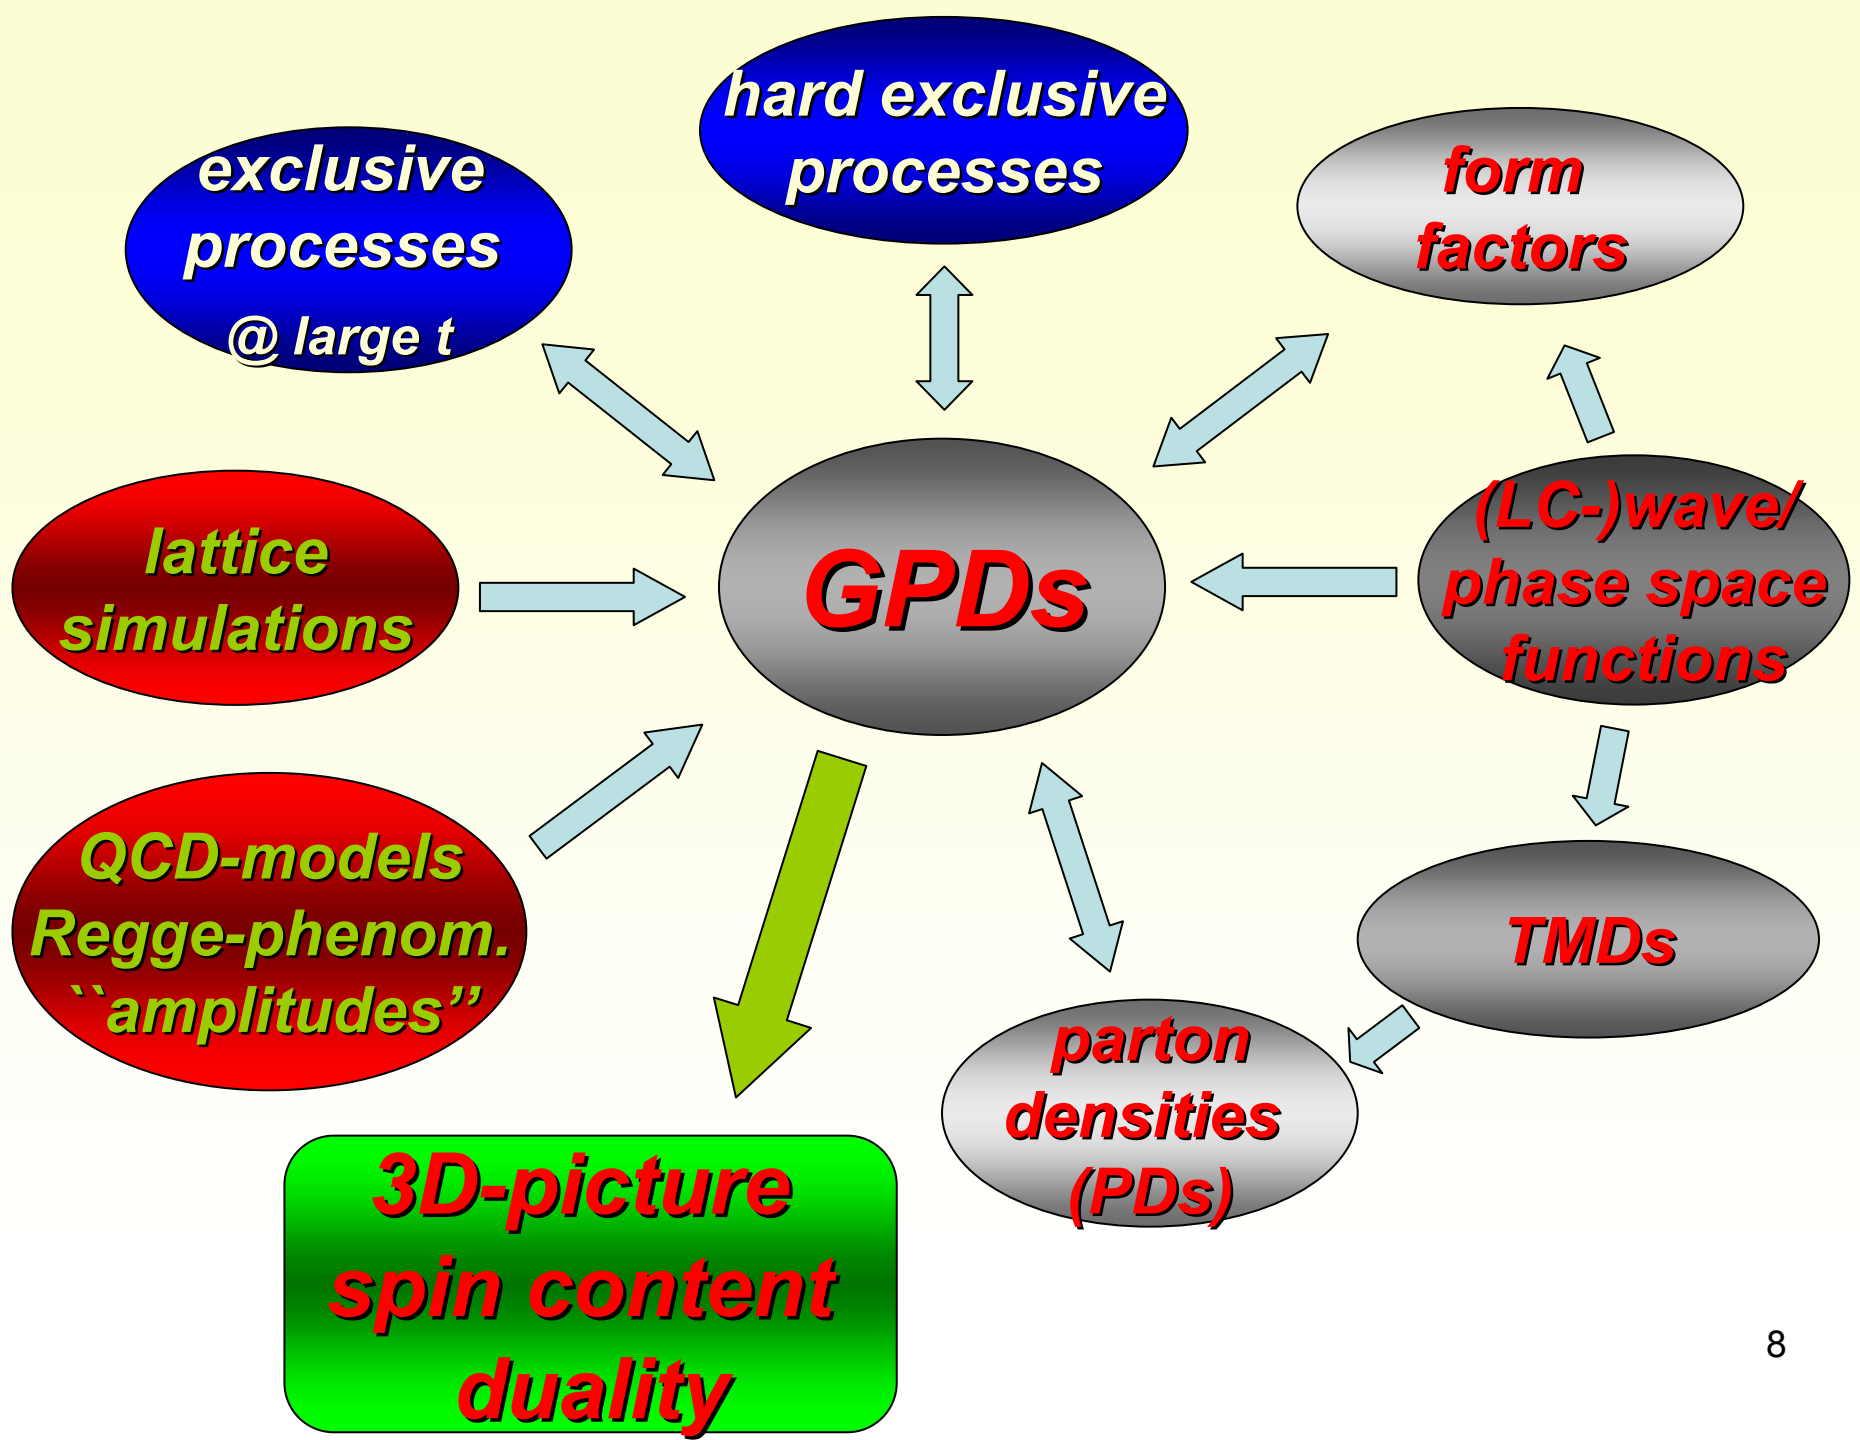 hard exclusive
processes
exclusive
processes
@ large t
form
factors
GPDs
(LC-)wave/
phase space
functions
lattice
simulations
QCD-models
Regge-phenom.
``amplitudes’’
TMDs
parton
densities
(PDs)
3D-picture
spin content
duality
8